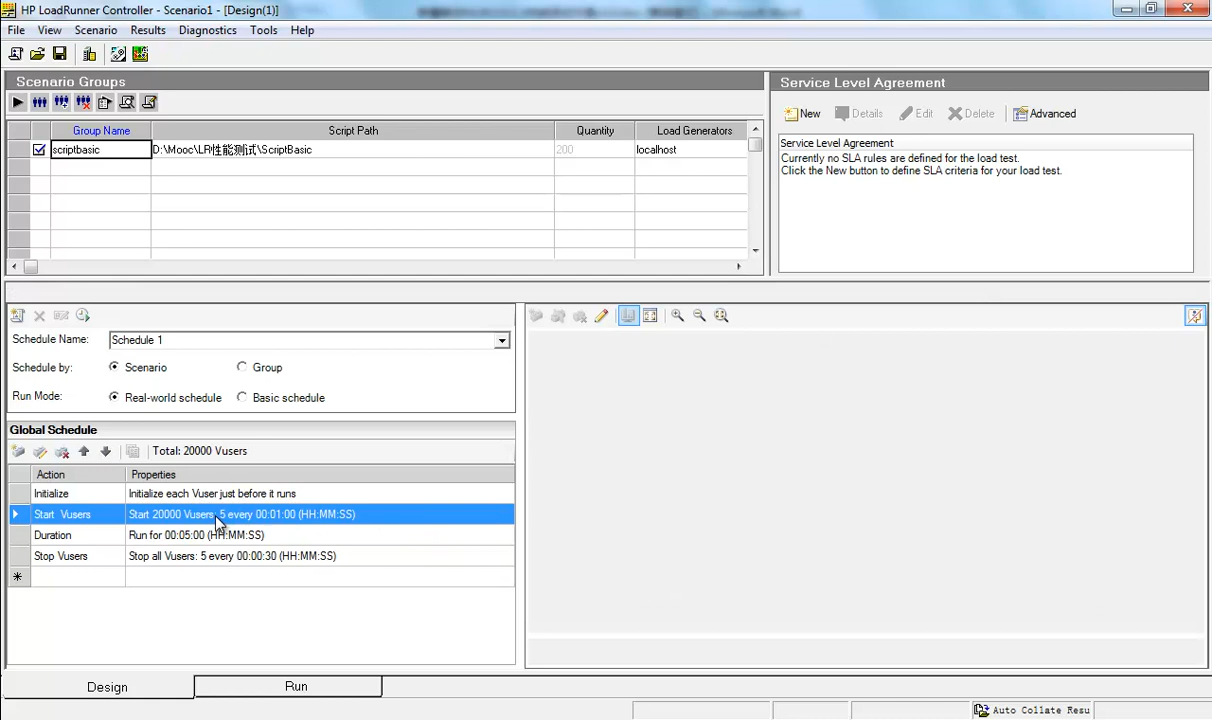 HP LoadRunner Controller - Scenario1 - [Design(1)]
File View Scenario Results Diagnostics Tools Help
Scenario Groups
Group Name Script Path Quantity Load Generators
scriptbasic D:\Mooc\LR性能测试\ScriptBasic 200 localhost
Service Level Agreement
New Details Edit Delete Advanced
Service Level Agreement
Currently no SLA rules are defined for the load test.
Click the New button to define SLA criteria for your load test.
Schedule Name: Schedule 1
Schedule by: Scenario Group
Run Mode: Real-world schedule Basic schedule
Global Schedule
Total: 20000 Vusers
Action Properties
Initialize Initialize each Vuser just before it runs
Start Vusers Start 20000 Vusers: 5 every 00:01:00 (HH:MM:SS)
Duration Run for 00:05:00 (HH:MM:SS)
Stop Vusers Stop all Vusers: 5 every 00:00:30 (HH:MM:SS)
Design Run
Auto Collate Resu